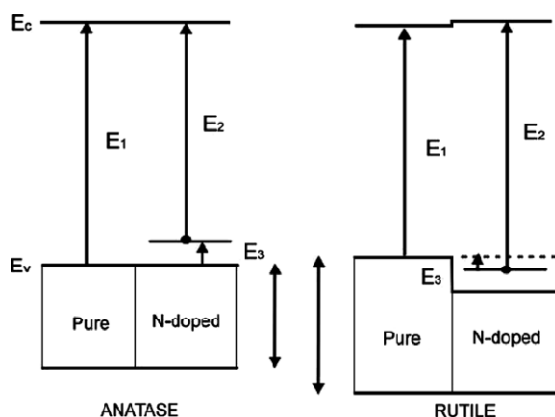 Ec
E1
E2
E3
Ev
Pure
N-doped
ANATASE
E1
E2
E3
Pure
N-doped
RUTILE